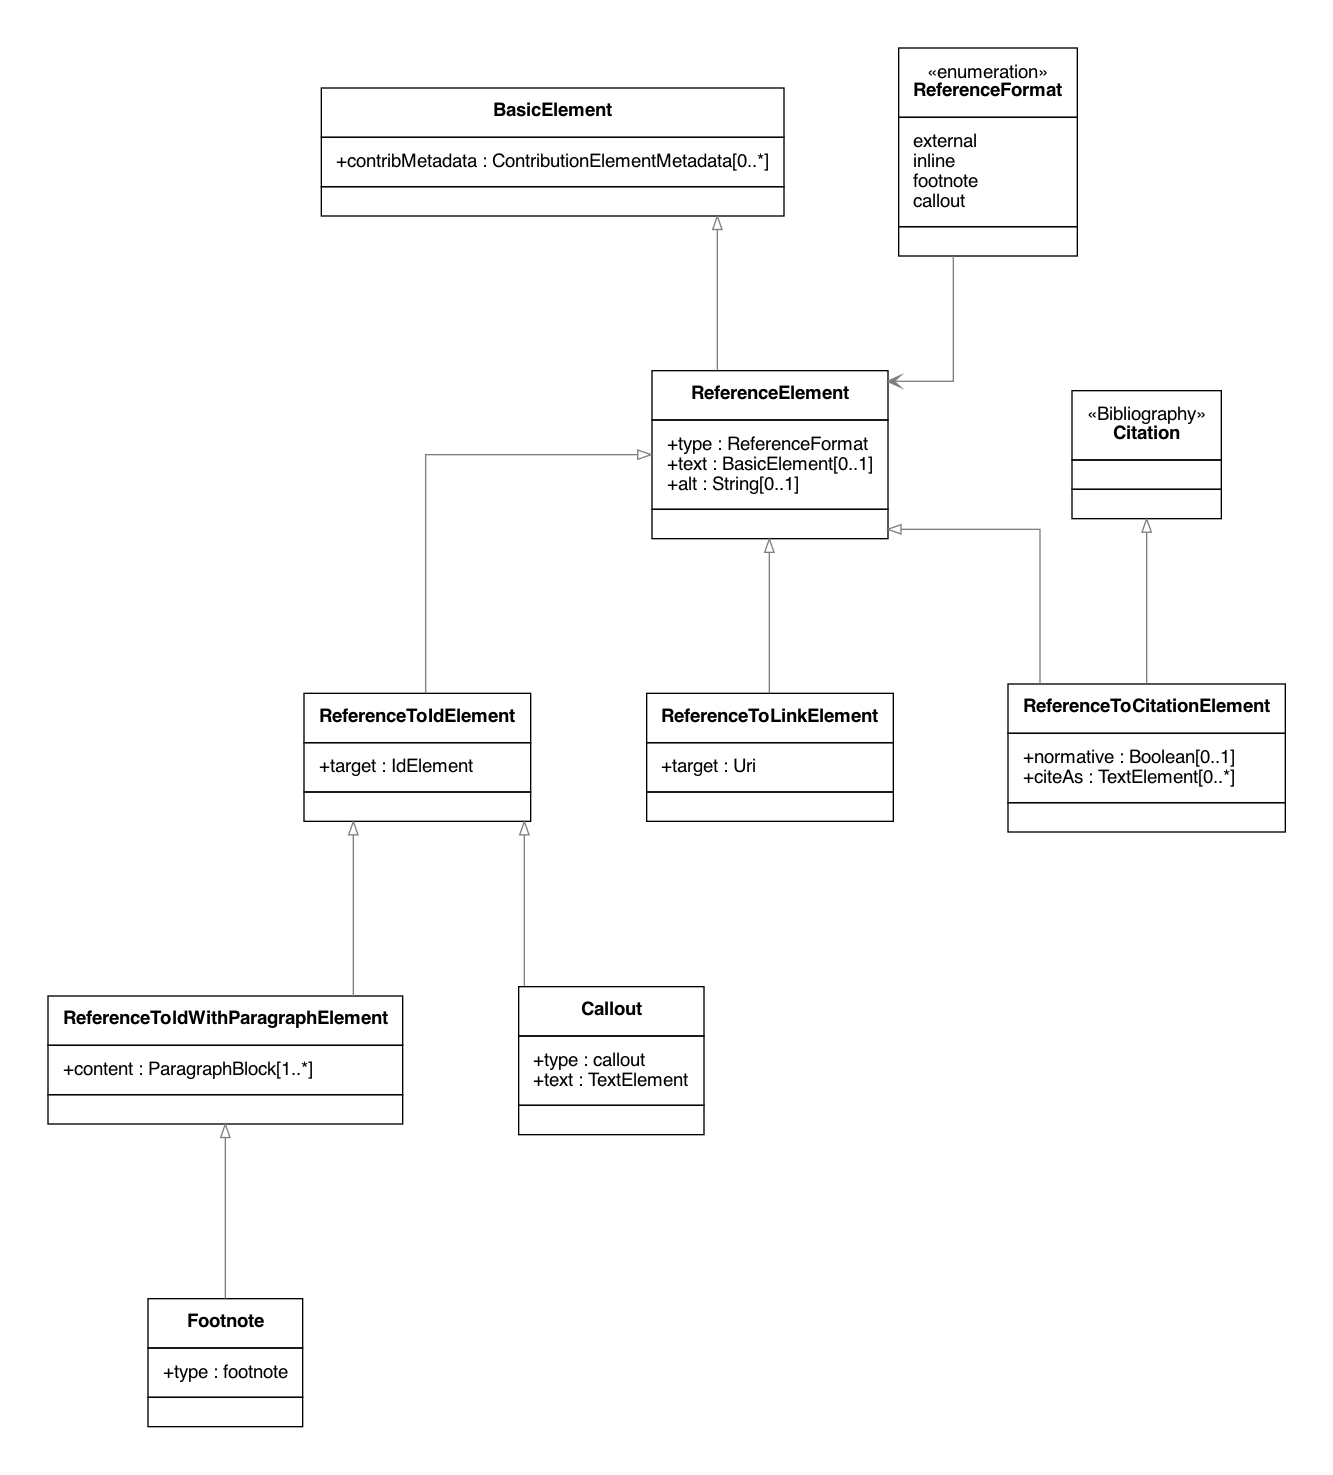 «enumeration»
ReferenceFormat
external
inline
footnote
callout
BasicElement
+contribMetadata : ContributionElementMetadata[0..*]
ReferenceElement
+type : ReferenceFormat
+text : BasicElement[0..1]
+alt : String[0..1]
«Bibliography»
Citation
ReferenceToIdElement
+target : IdElement
ReferenceToLinkElement
+target : Uri
ReferenceToCitationElement
+normative : Boolean[0..1]
+citeAs : TextElement[0..*]
ReferenceToIdWithParagraphElement
+content : ParagraphBlock[1..*]
Callout
+type : callout
+text : TextElement
Footnote
+type : footnote